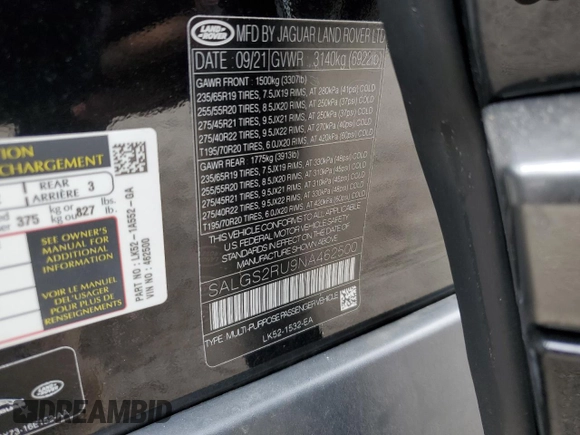 LAND ROVER
MFD BY JAGUAR LAND ROVER LTD
DATE : 09/21 GVWR : 3140kg (6922lb)
GAWR FRONT : 1500kg (3307lb)
235/65R19 TIRES, 7.5JX19 RIMS, AT 280kPa (41psi) COLD
255/55R20 TIRES, 8.5JX20 RIMS, AT 250kPa (37psi) COLD
275/45R21 TIRES, 9.5JX21 RIMS, AT 250kPa (37psi) COLD
275/40R22 TIRES, 9.5JX22 RIMS, AT 270kPa (40psi) COLD
T195/70R20 TIRES, 6.0JX20 RIMS, AT 420kPa (60psi) COLD
GAWR REAR : 1775kg (3913lb)
235/65R19 TIRES, 7.5JX19 RIMS, AT 330kPa (48psi) COLD
255/55R20 TIRES, 8.5JX20 RIMS, AT 310kPa (45psi) COLD
275/45R21 TIRES, 9.5JX21 RIMS, AT 310kPa (45psi) COLD
275/40R22 TIRES, 9.5JX22 RIMS, AT 330kPa (48psi) COLD
T195/70R20 TIRES, 6.0JX20 RIMS, AT 420kPa (60psi) COLD
THIS VEHICLE CONFORMS TO ALL APPLICABLE
U.S. FEDERAL MOTOR VEHICLE SAFETY STANDARDS
IN EFFECT ON THE DATE OF MANUFACTURE SHOWN ABOVE.
SALGS2RU9NA462500
TYPE: MULTI-PURPOSE PASSENGER VEHICLE
LK52-1532-EA
CHARGEMENT
REAR 3
ARRIÈRE
375 kg or kg ou 827 lb
SEE OWNER'S
MANUAL FOR
ADDITIONAL
INFORMATION
VOIR LE MANUEL
DE L'USAGER
POUR PLUS DE
RENSEIGNEMENTS
PART NO: LK52-1A552-GA
VIN NO: 462500
LAND ROVER
DREAMBID